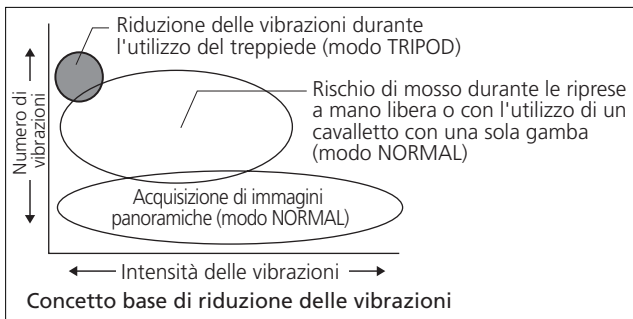 Riduzione delle vibrazioni durante
l'utilizzo del treppiede (modo TRIPOD)
Rischio di mosso durante le riprese
a mano libera o con l'utilizzo di un
cavalletto con una sola gamba
(modo NORMAL)
Numero di
vibrazioni
Acquisizione di immagini
panoramiche (modo NORMAL)
Intensità delle vibrazioni
Concetto base di riduzione delle vibrazioni